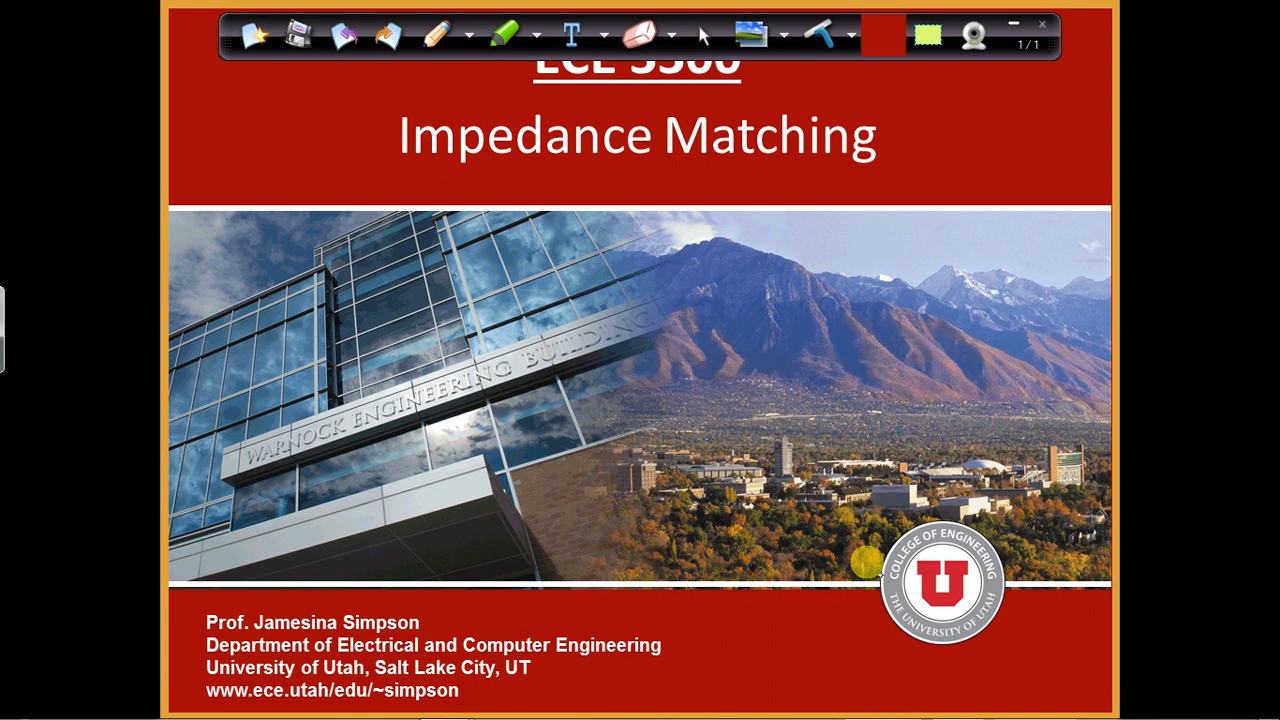 1/1
Impedance Matching
WARNOCK ENGINEERING BUILDING
COLLEGE OF ENGINEERING
U
THE UNIVERSITY OF UTAH
Prof. Jamesina Simpson
Department of Electrical and Computer Engineering
University of Utah, Salt Lake City, UT
www.ece.utah/edu/~simpson